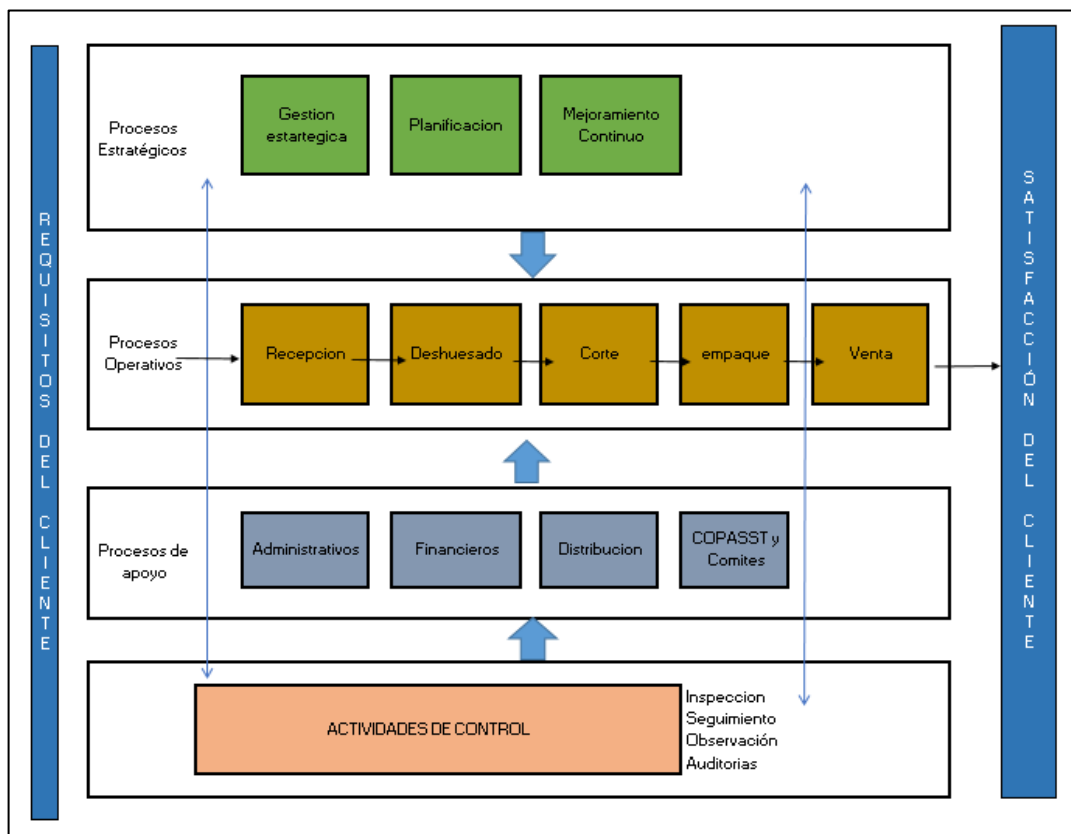 REQUISITOS DEL CLIENTE
Procesos
Estratégicos
Gestion
estartegica
Planificacion
Mejoramiento
Continuo
Procesos
Operativos
Recepcion
Deshuesado
Corte
empaque
Venta
Procesos de
apoyo
Administrativos
Financieros
Distribucion
COPASST y
Comites
ACTIVIDADES DE CONTROL
Inspeccion
Seguimiento
Observación
Auditorias
SATISFACCIÓN DEL CLIENTE